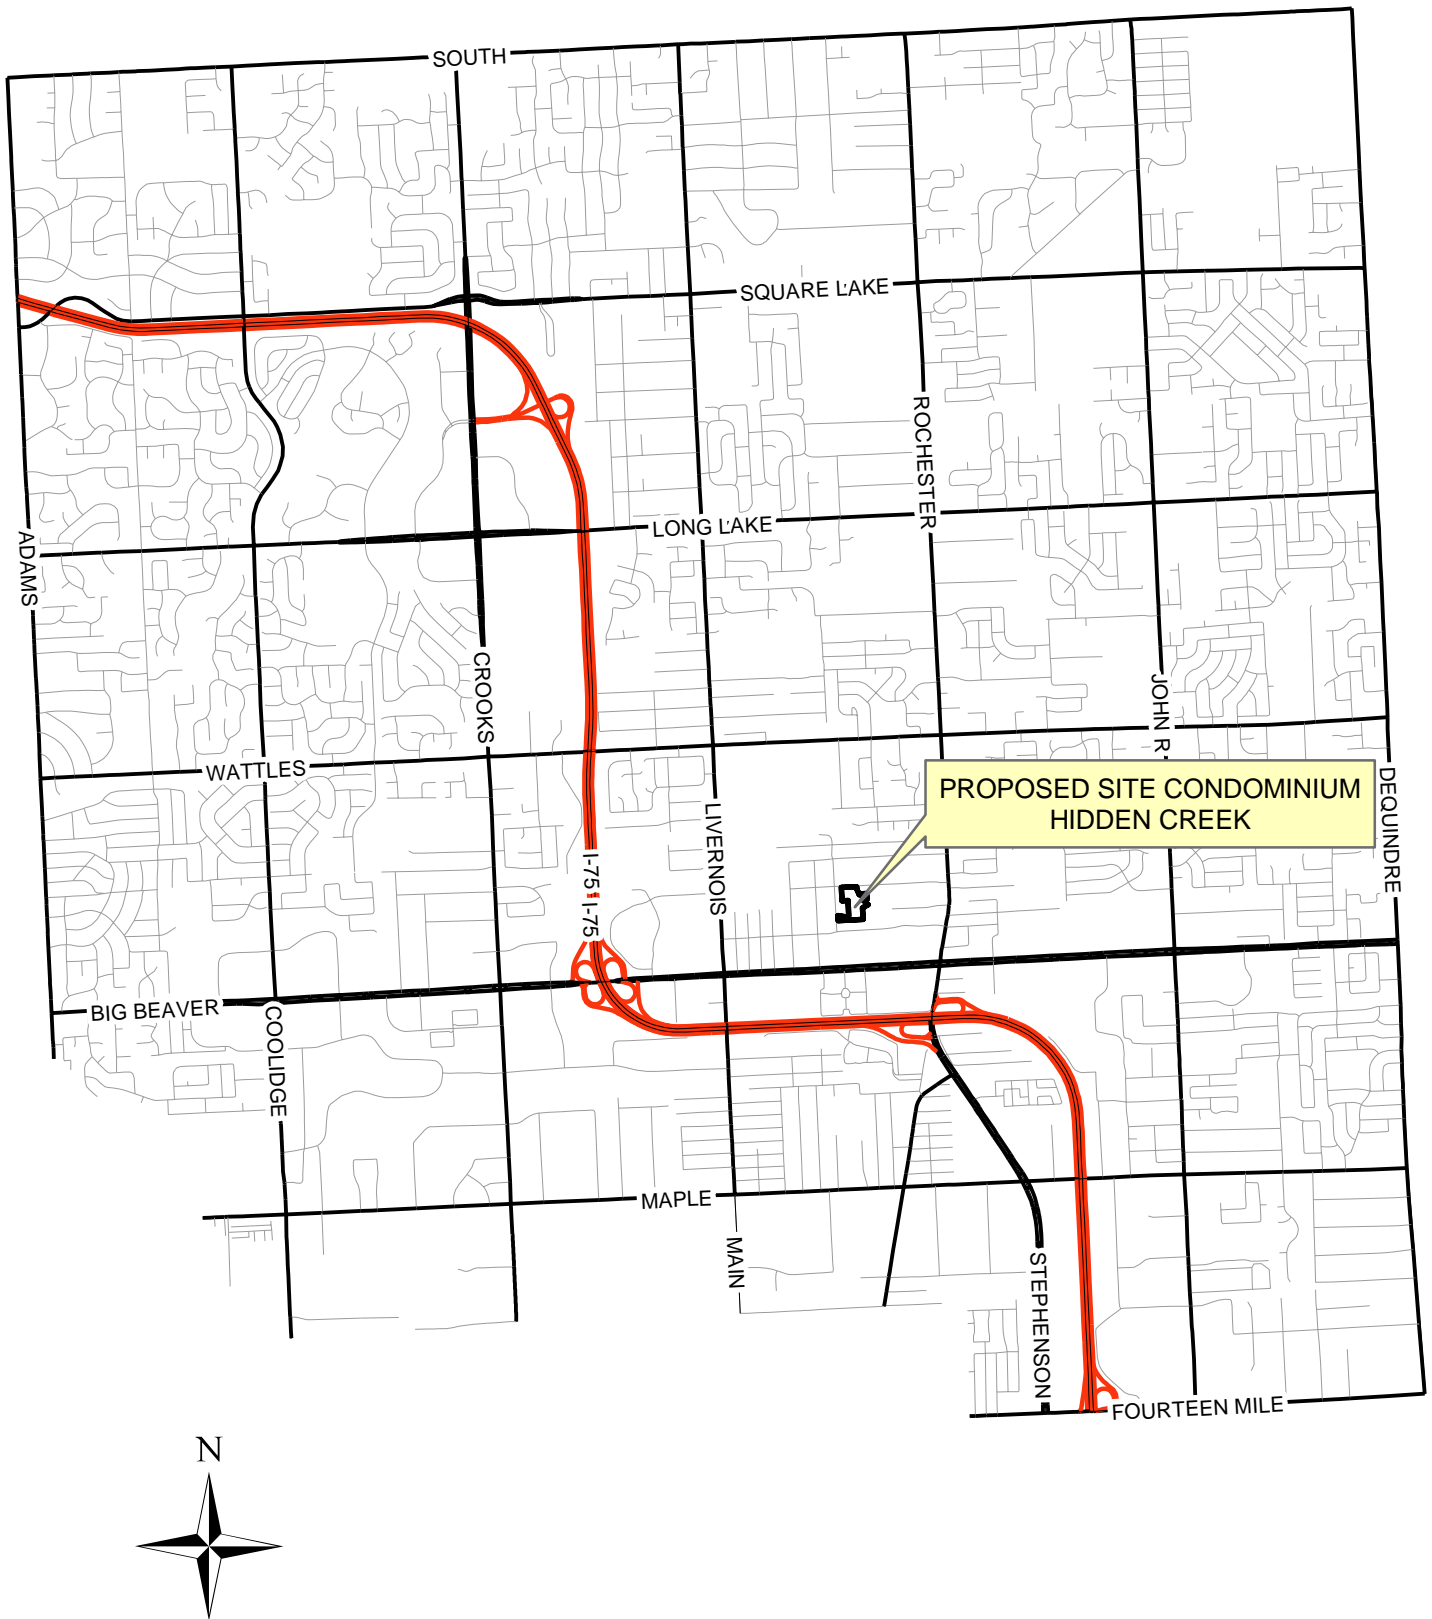 SOUTH
SQUARE LAKE
ROCHESTER
LONG LAKE
ADAMS
CROOKS
JOHN R
WATTLES
PROPOSED SITE CONDOMINIUM
HIDDEN CREEK
DEQUINDRE
LIVERNOIS
I-75
I-75
BIG BEAVER
COOLIDGE
MAPLE
MAIN
STEPHENSON
FOURTEEN MILE
N